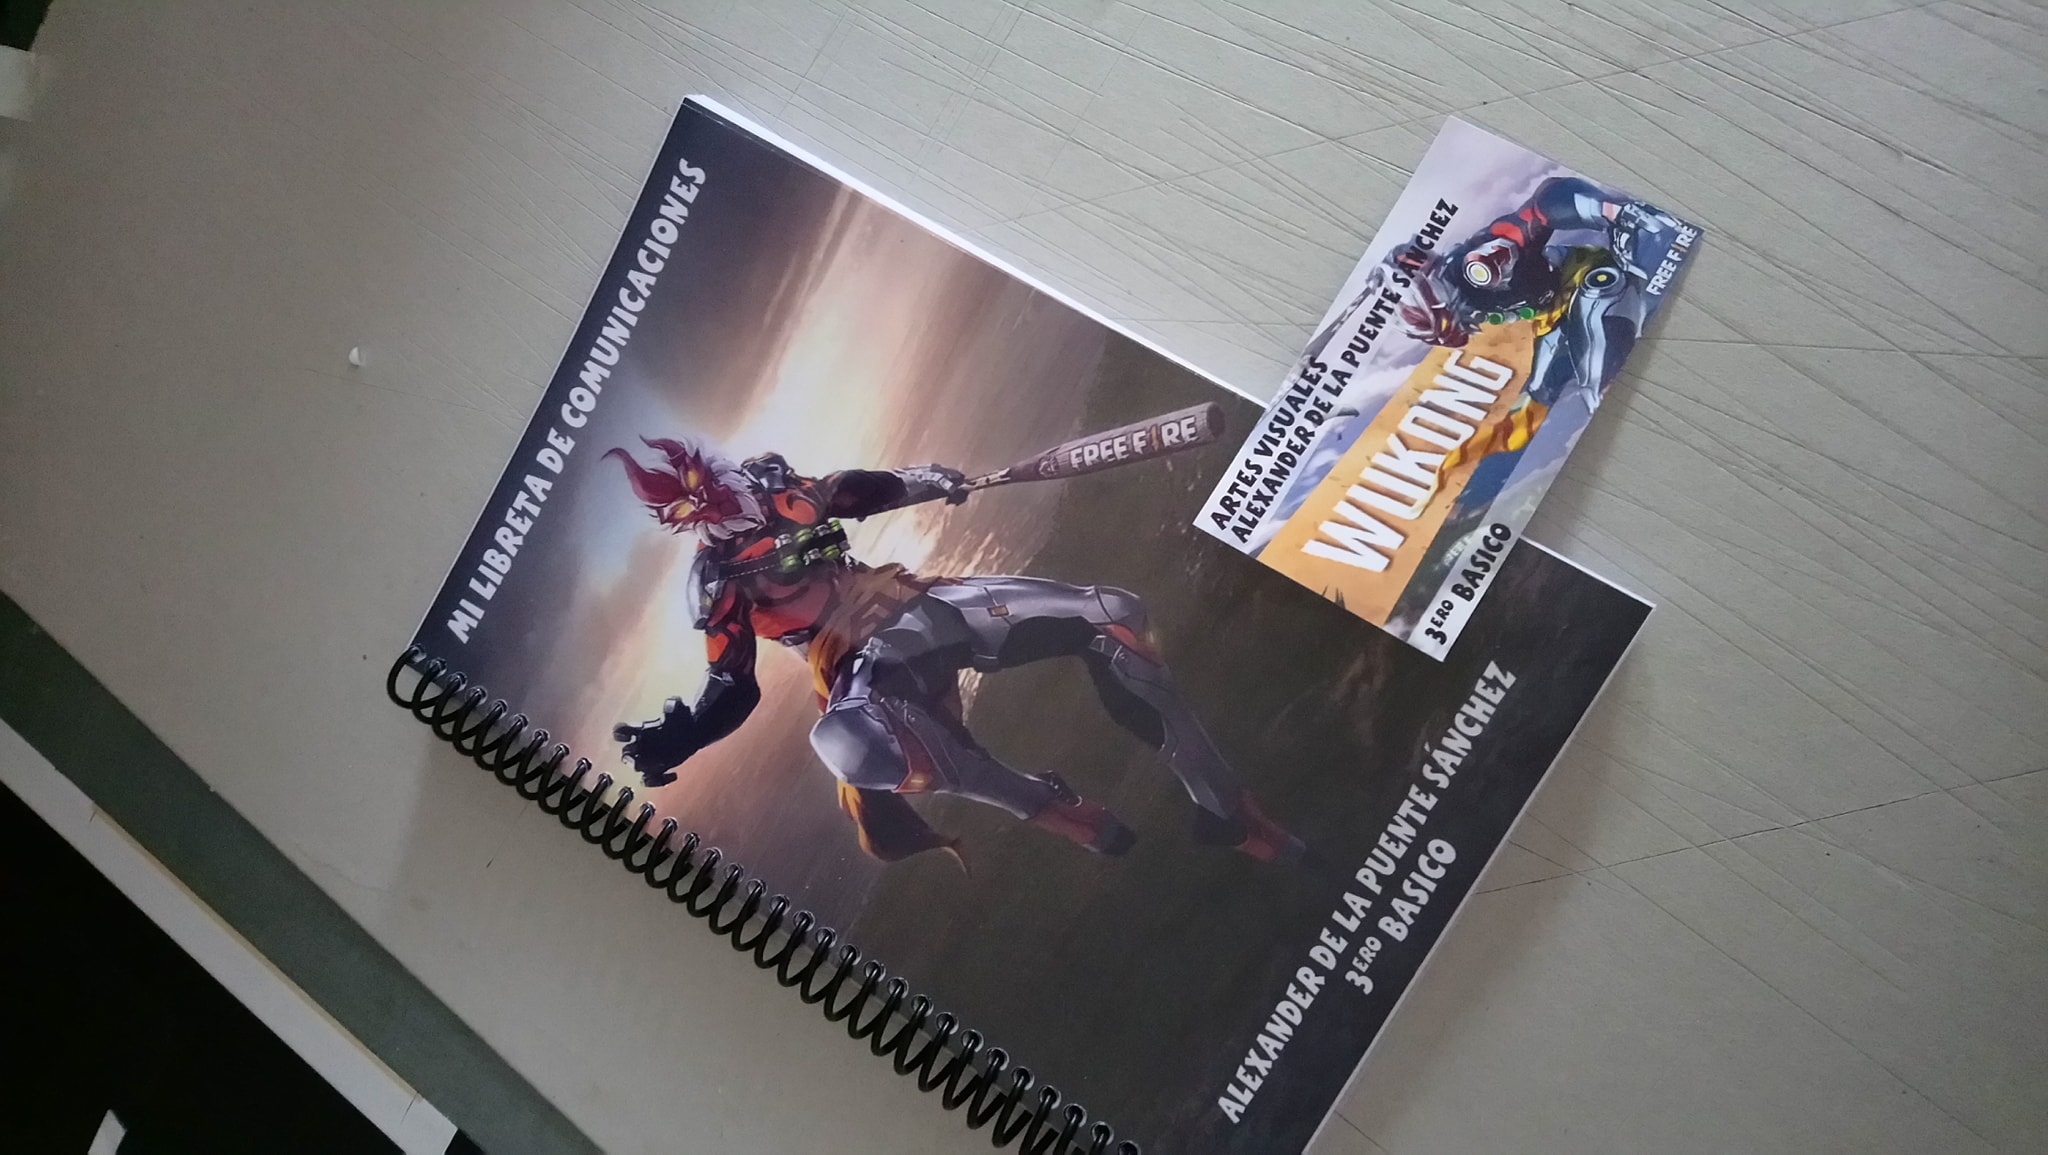 MI LIBRETA DE COMUNICACIONES
FREE FIRE
ALEXANDER DE LA PUENTE SÁNCHEZ
3ERO BASICO
ARTES VISUALES
ALEXANDER DE LA PUENTE SÁNCHEZ
WUKONG
FREE FIRE
3ERO BASICO